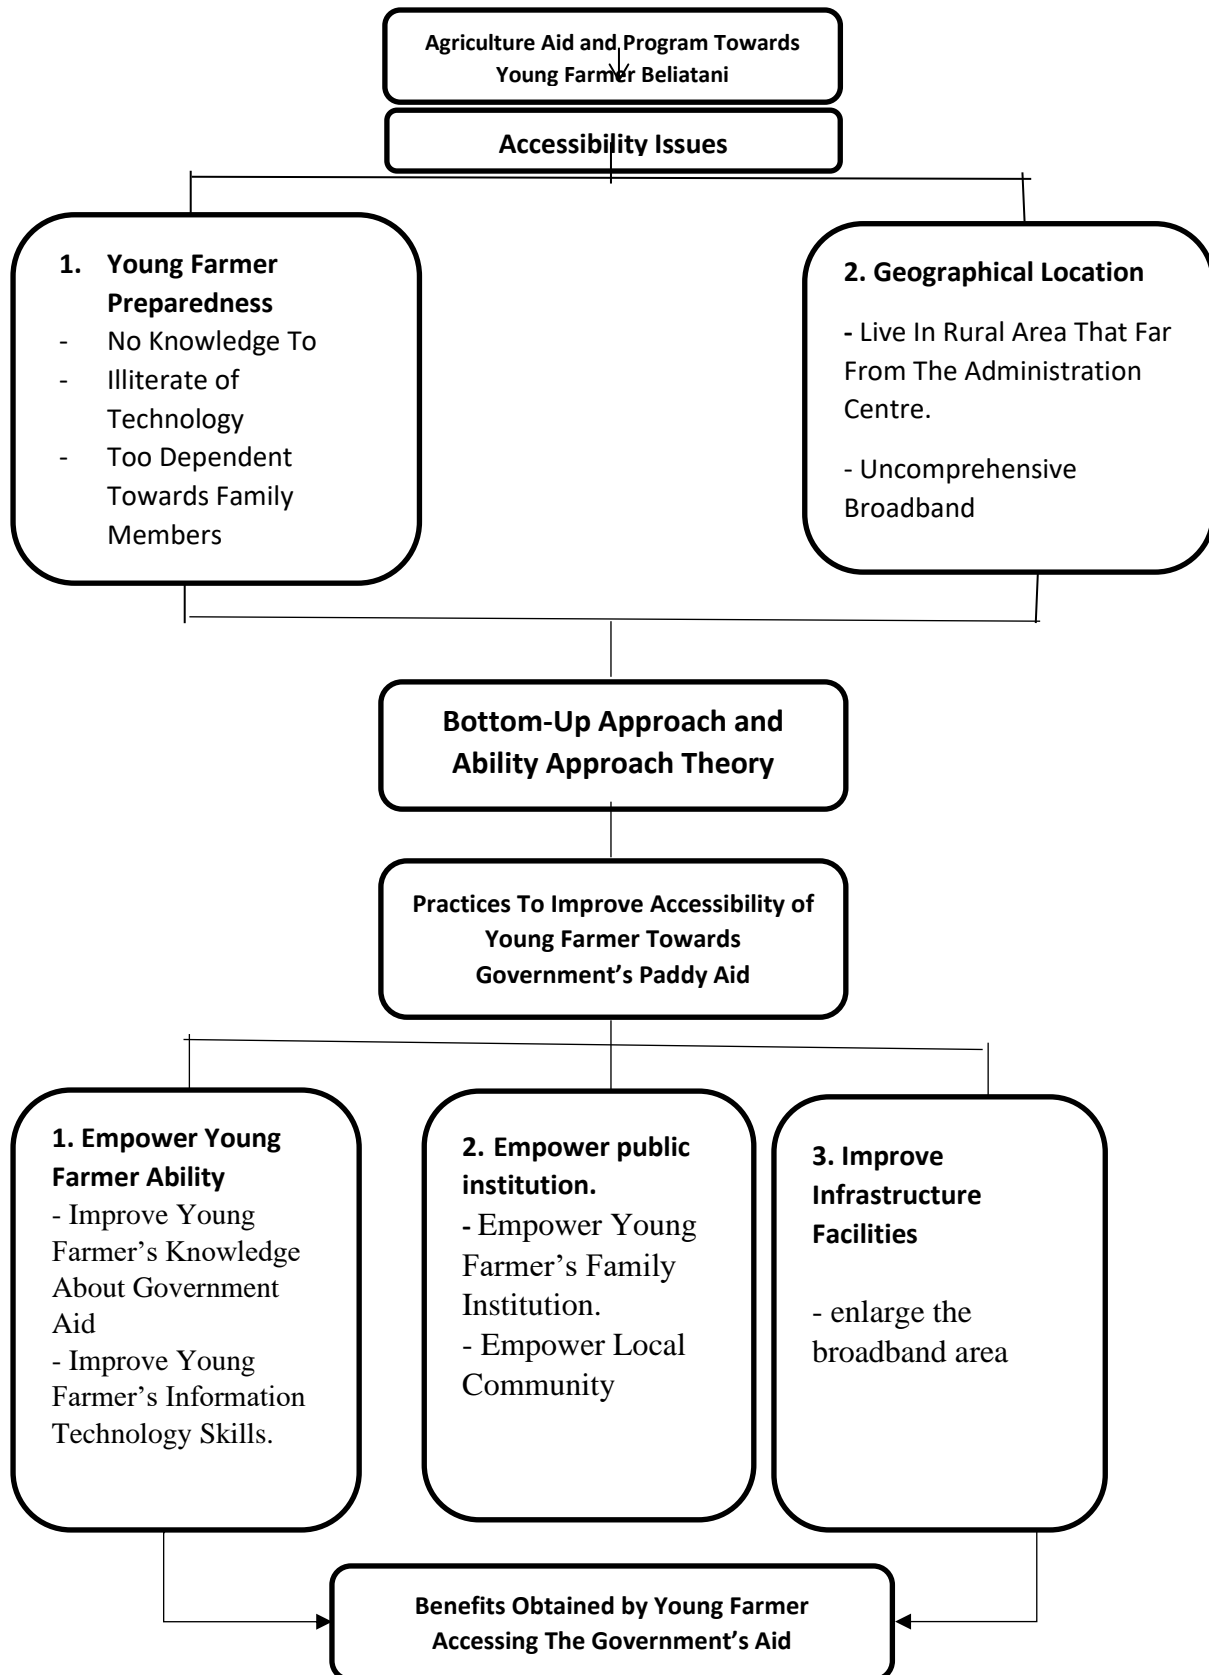 Agriculture Aid and Program Towards
Young Farmer Beliatani
Accessibility Issues
1. Young Farmer
Preparedness
- No Knowledge To
- Illiterate of
Technology
- Too Dependent
Towards Family
Members
2. Geographical Location
- Live In Rural Area That Far
From The Administration
Centre.
- Uncomprehensive
Broadband
Bottom-Up Approach and
Ability Approach Theory
Practices To Improve Accessibility of
Young Farmer Towards
Government’s Paddy Aid
1. Empower Young
Farmer Ability
- Improve Young
Farmer’s Knowledge
About Government
Aid
- Improve Young
Farmer’s Information
Technology Skills.
2. Empower public
institution.
- Empower Young
Farmer’s Family
Institution.
- Empower Local
Community
3. Improve
Infrastructure
Facilities
- enlarge the
broadband area
Benefits Obtained by Young Farmer
Accessing The Government’s Aid